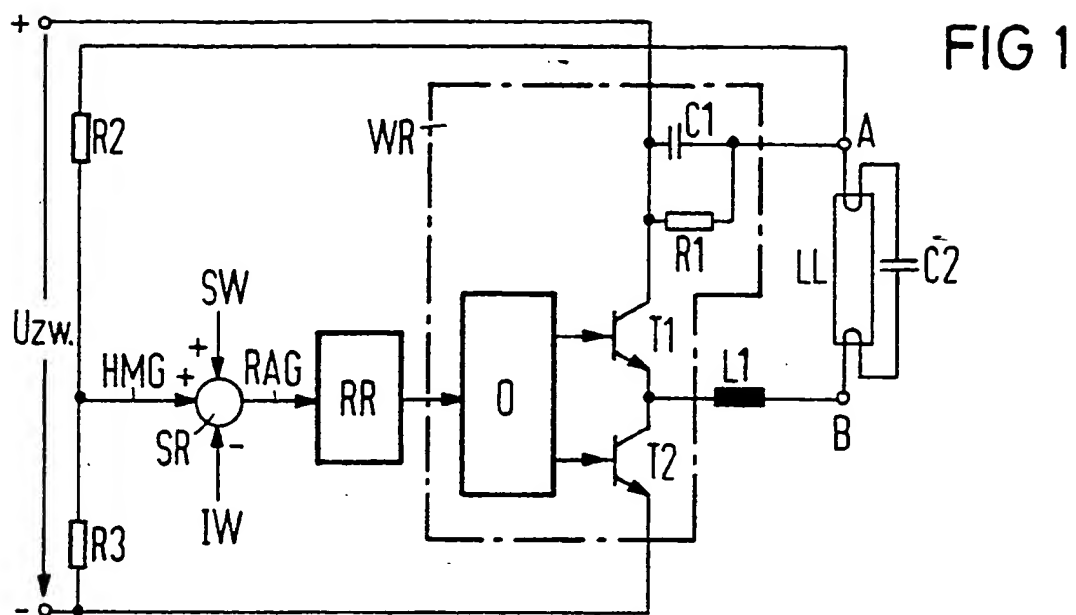 FIG 1
+
R2
WR
C1
A
R1
LL
C2
SW
Uzw.
+
T1
HMG
+
RAG
RR
O
L1
SR
-
B
T2
IW
R3
-